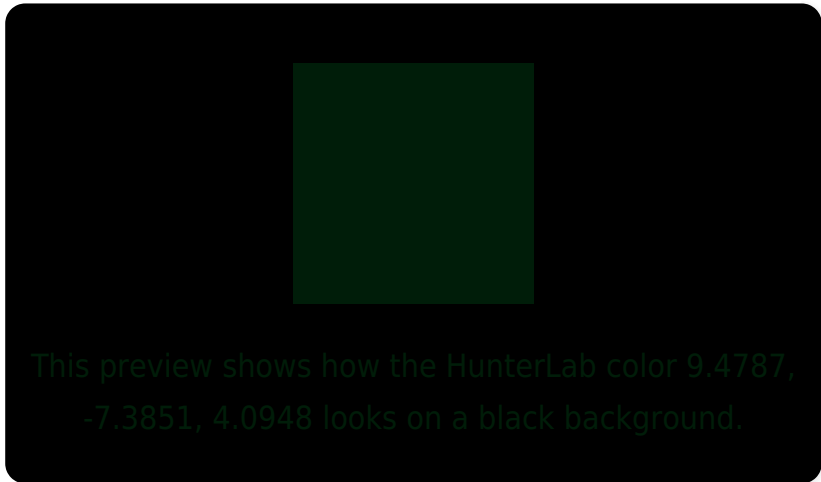 This preview shows how the HunterLab color 9.4787,
-7.3851, 4.0948 looks on a black background.